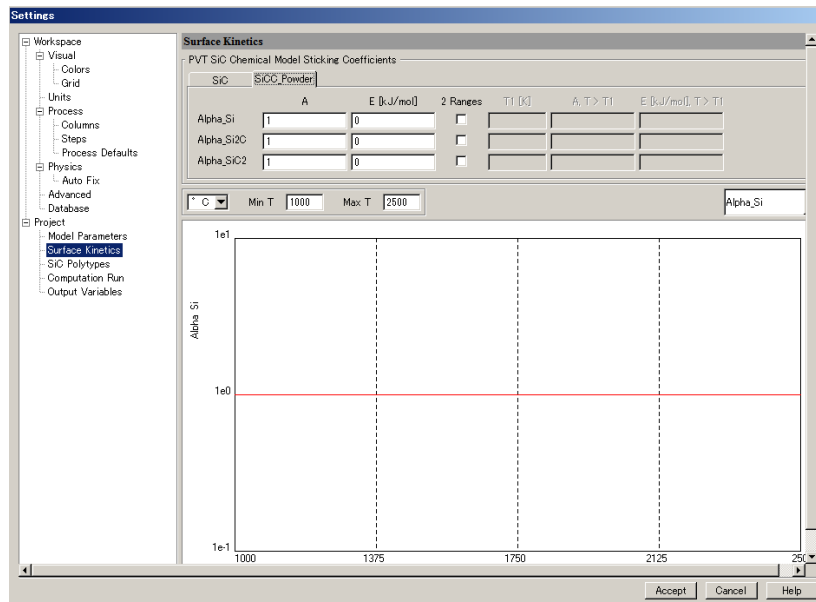 Settings
Workspace
Visual
Colors
Grid
Units
Process
Columns
Steps
Process Defaults
Physics
Auto Fix
Advanced
Database
Project
Model Parameters
Surface Kinetics
SiC Polytypes
Computation Run
Output Variables
Surface Kinetics
PVT SiC Chemical Model Sticking Coefficients
SiC SiCC_Powder
A E [kJ/mol] 2 Ranges T1 [K] A, T > T1 E [kJ/mol], T > T1
Alpha_Si 1 0
Alpha_Si2C 1 0
Alpha_SiC2 1 0
° C Min T 1000 Max T 2500 Alpha_Si
1e1
Alpha_Si
1e0
1e-1
1000 1375 1750 2125 250
Accept Cancel Help